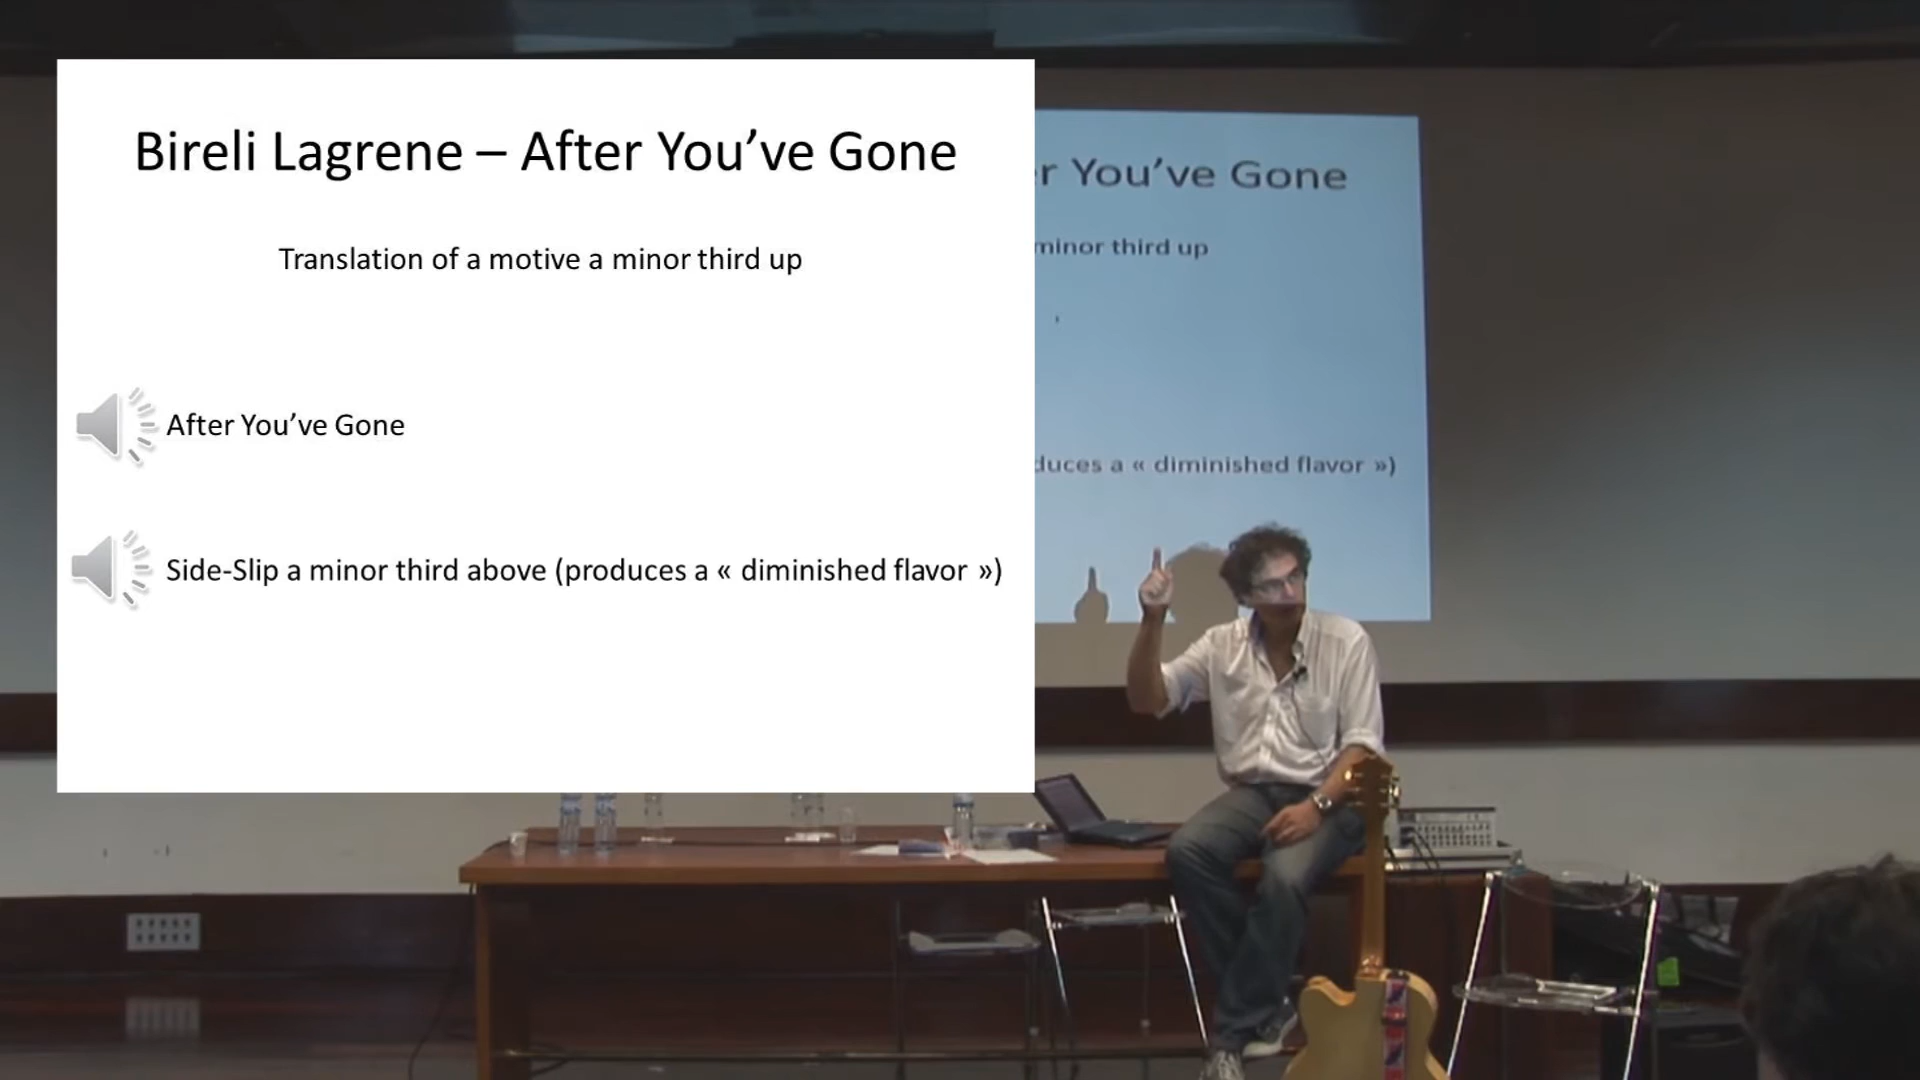 Bireli Lagrene – After You’ve Gone
Translation of a motive a minor third up
After You’ve Gone
Side-Slip a minor third above (produces a « diminished flavor »)
r You’ve Gone
minor third up
duces a « diminished flavor »)